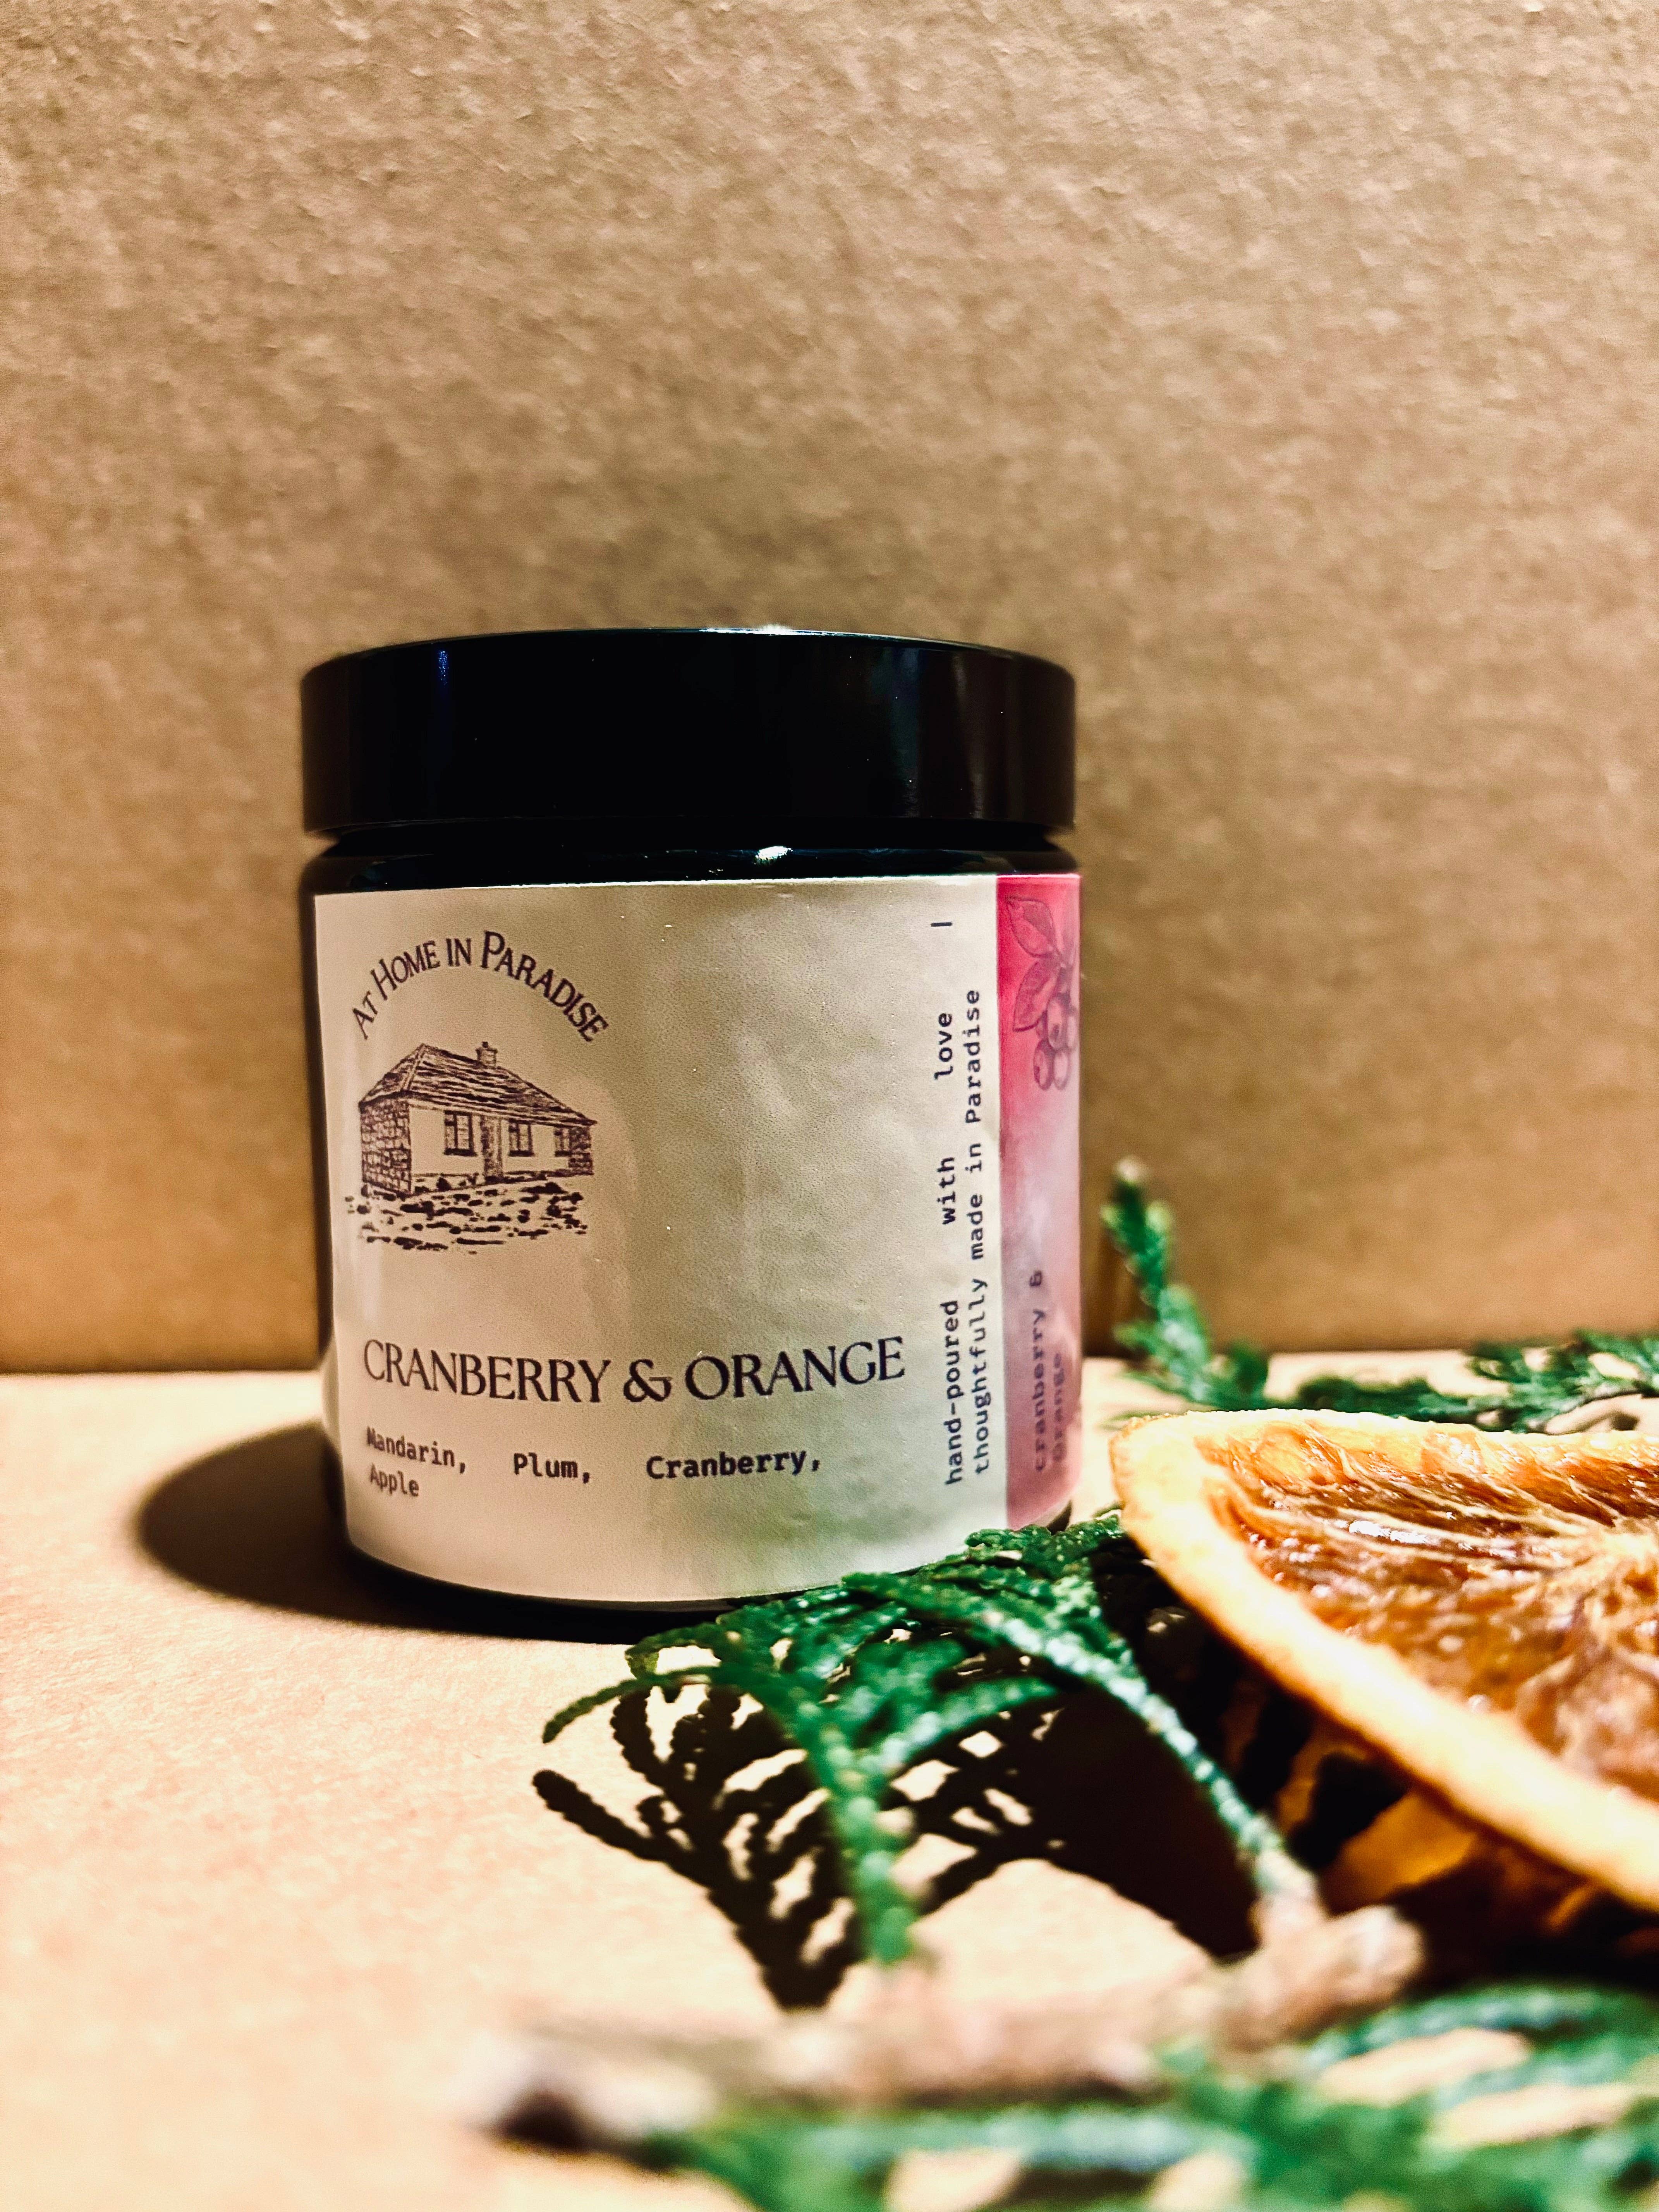 AT HOME IN PARADISE
CRANBERRY & ORANGE
Mandarin, Plum, Cranberry,
Apple
hand-poured with love |
thoughtfully made in Paradise
cranberry &
Orange